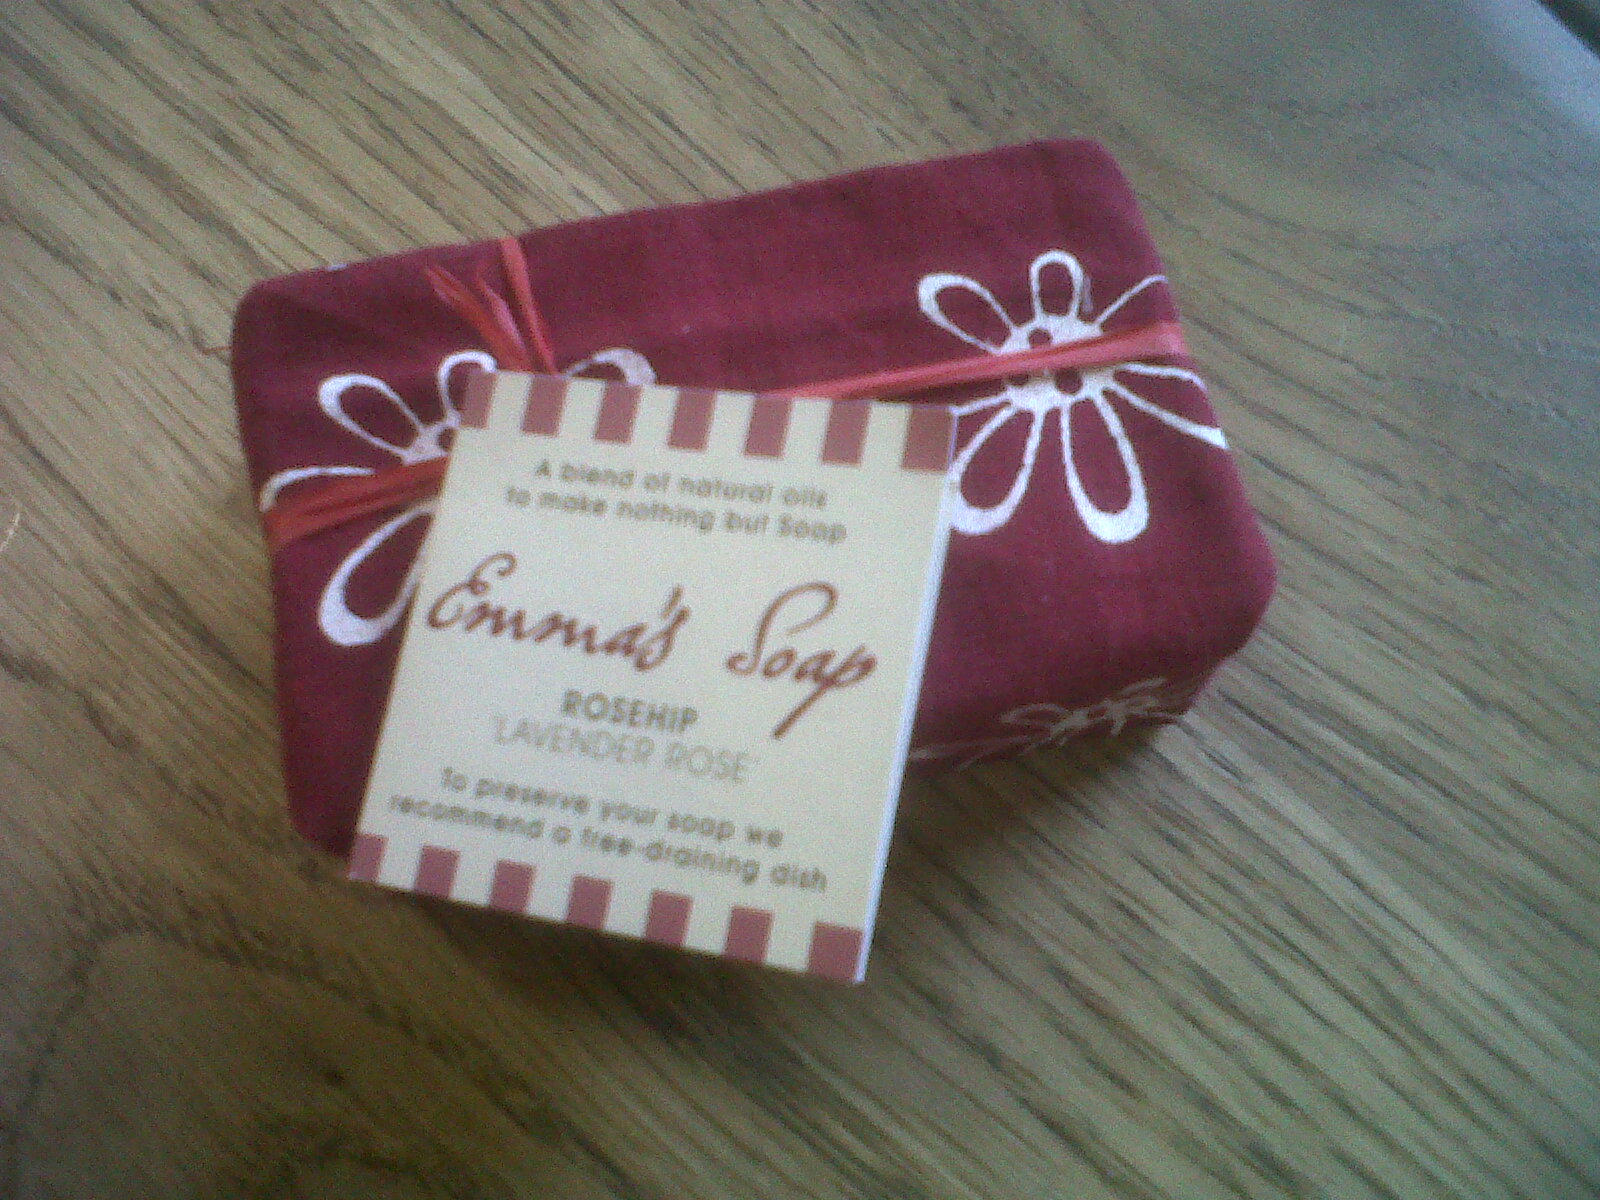 A blend of natural oils
to make nothing but Soap
Emma's Soap
ROSEHIP
'LAVENDER ROSE'
To preserve your soap we
recommend a free-draining dish